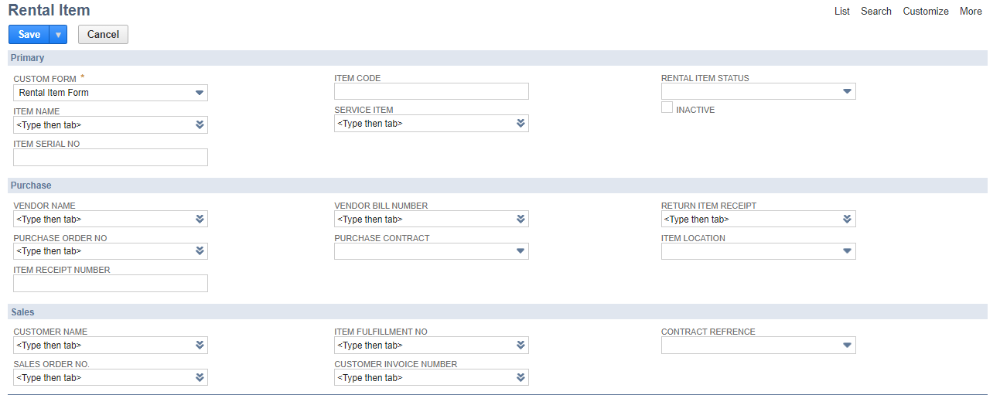 Rental Item
List Search Customize More
Save Cancel
Primary
CUSTOM FORM *
Rental Item Form
ITEM NAME
<Type then tab>
ITEM SERIAL NO
ITEM CODE
SERVICE ITEM
<Type then tab>
RENTAL ITEM STATUS
INACTIVE
Purchase
VENDOR NAME
<Type then tab>
PURCHASE ORDER NO
<Type then tab>
ITEM RECEIPT NUMBER
VENDOR BILL NUMBER
<Type then tab>
PURCHASE CONTRACT
RETURN ITEM RECEIPT
<Type then tab>
ITEM LOCATION
Sales
CUSTOMER NAME
<Type then tab>
SALES ORDER NO.
<Type then tab>
ITEM FULFILLMENT NO
<Type then tab>
CUSTOMER INVOICE NUMBER
<Type then tab>
CONTRACT REFRENCE